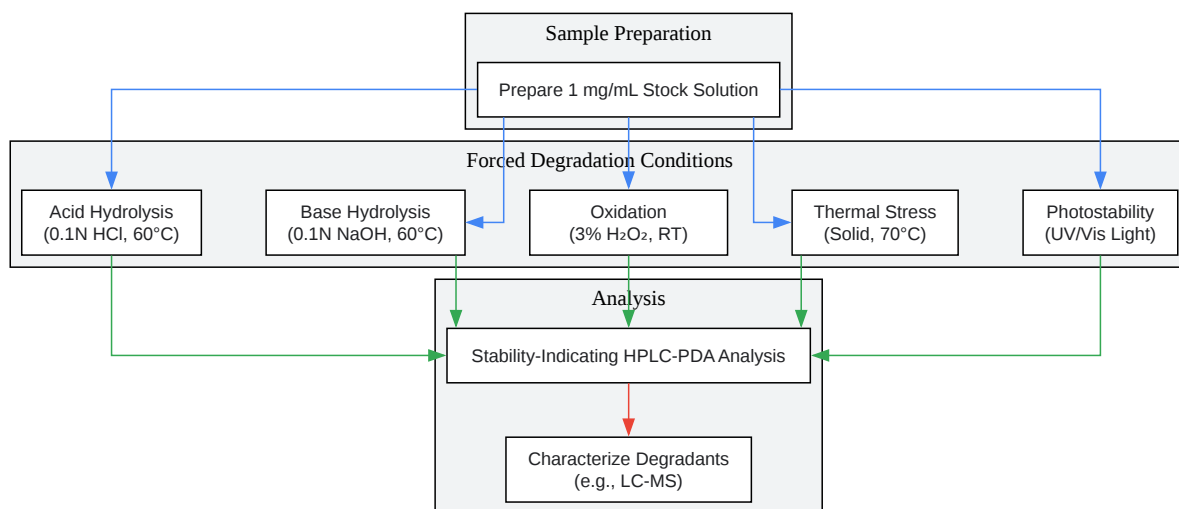 Sample Preparation
Prepare 1 mg/mL Stock Solution
Forced Degradation Conditions
Acid Hydrolysis
(0.1N HCl, 60°C)
Base Hydrolysis
(0.1N NaOH, 60°C)
Oxidation
(3% H₂O₂, RT)
Thermal Stress
(Solid, 70°C)
Photostability
(UV/Vis Light)
Analysis
Stability-Indicating HPLC-PDA Analysis
Characterize Degradants
(e.g., LC-MS)